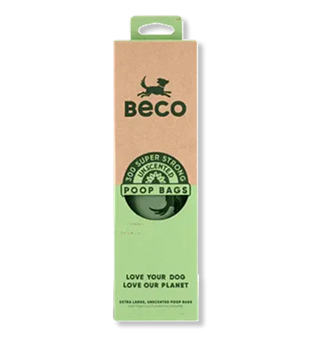 BECO
300 SUPER STRONG
UNSCENTED
POOP BAGS
LOVE YOUR DOG
LOVE OUR PLANET
EXTRA LARGE, UNSCENTED POOP BAGS